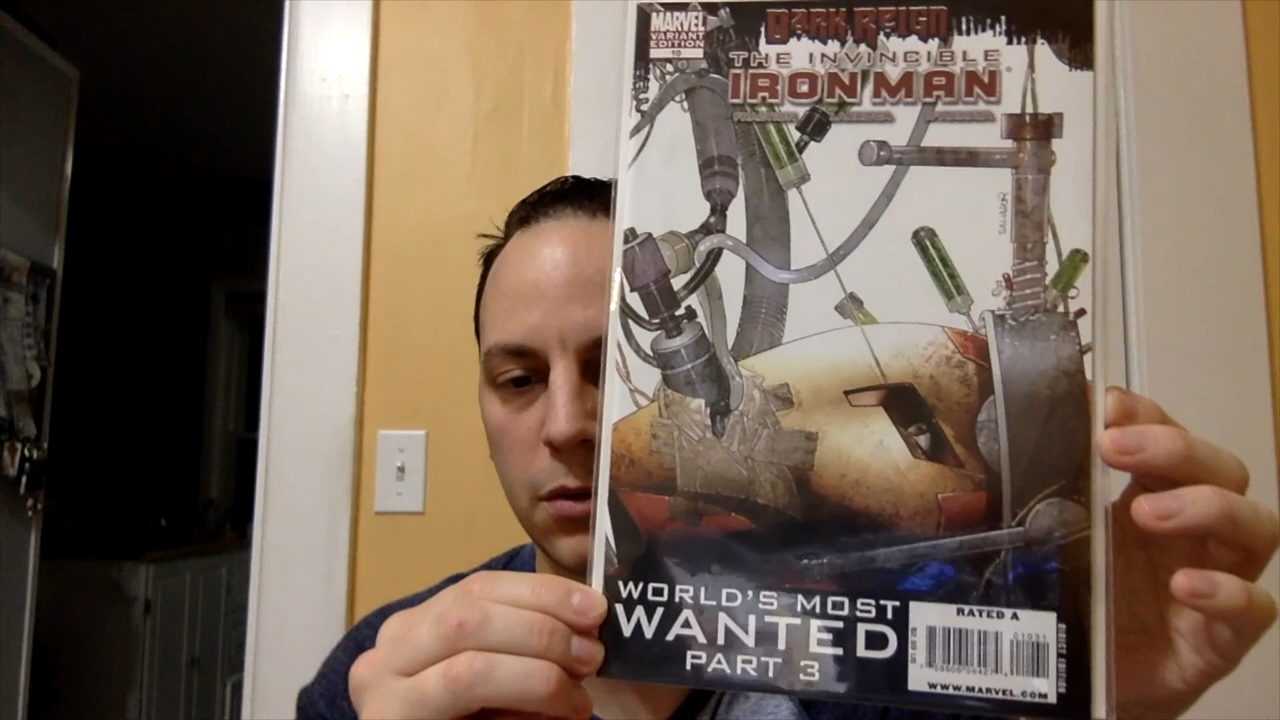 MARVEL
VARIANT
EDITION
10
DARK REIGN
THE INVINCIBLE
IRON MAN
WORLD'S MOST
WANTED
PART 3
RATED A
01031
WWW.MARVEL.COM